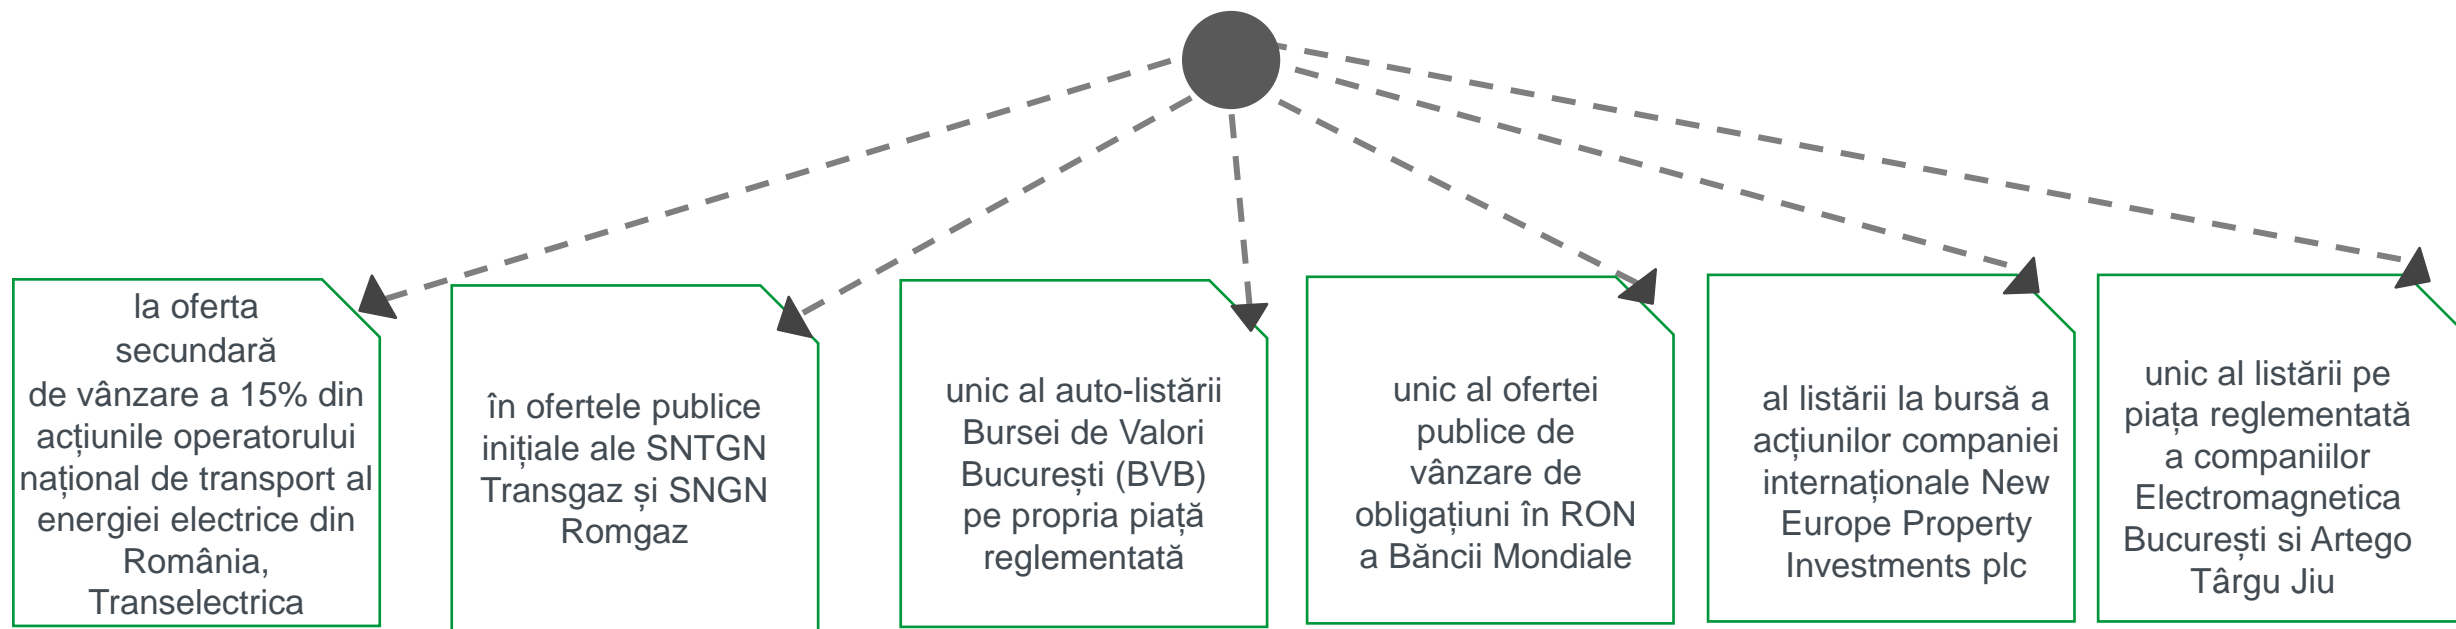 la oferta
secundară
de vânzare a 15% din
acțiunile operatorului
național de transport al
energiei electrice din
România,
Transelectrica
în ofertele publice
inițiale ale SNTGN
Transgaz și SNGN
Romgaz
unic al auto-listării
Bursei de Valori
București (BVB)
pe propria piață
reglementată
unic al ofertei
publice de
vânzare de
obligațiuni în RON
a Băncii Mondiale
al listării la bursă a
acțiunilor companiei
internaționale New
Europe Property
Investments plc
unic al listării pe
piața reglementată
a companiilor
Electromagnetica
București si Artego
Târgu Jiu